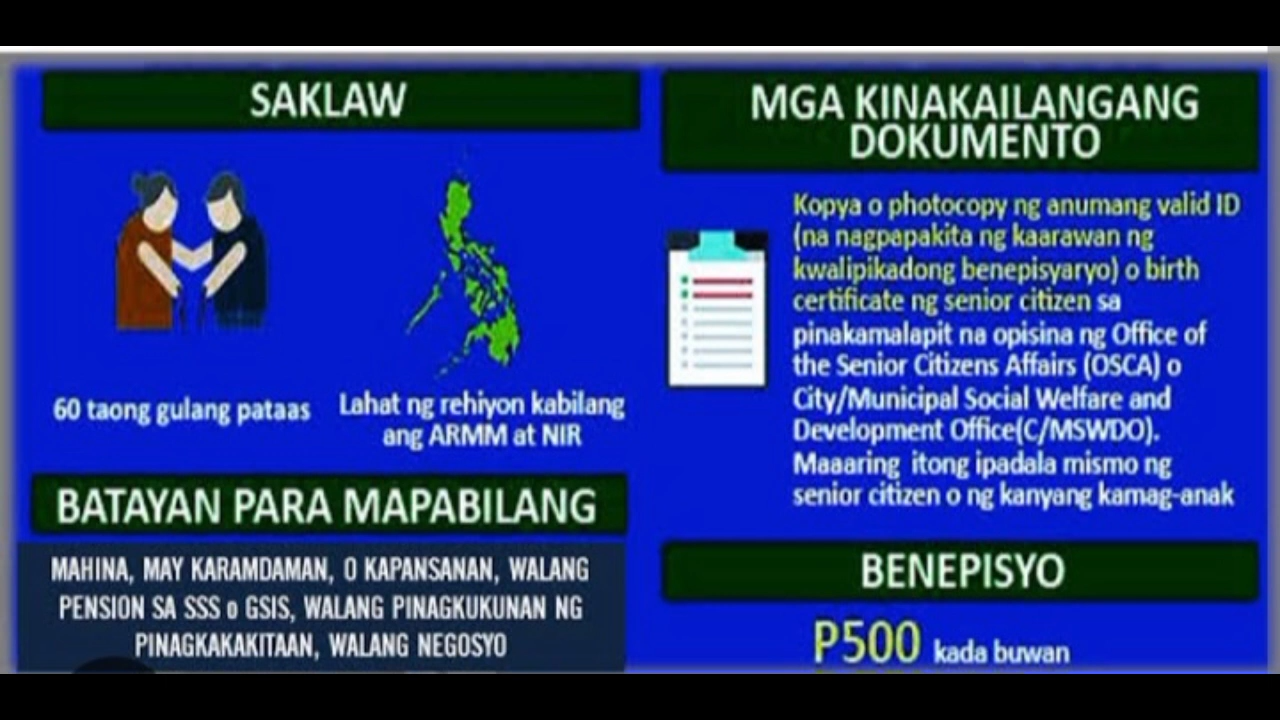 SAKLAW
60 taong gulang pataas
Lahat ng rehiyon kabilang
ang ARMM at NIR
BATAYAN PARA MAPABILANG
MAHINA, MAY KARAMDAMAN, O KAPANSANAN, WALANG
PENSION SA SSS o GSIS, WALANG PINAGKUKUNAN NG
PINAGKAKAKITAAN, WALANG NEGOSYO
MGA KINAKAILANGANG
DOKUMENTO
Kopya o photocopy ng anumang valid ID
(na nagpapakita ng kaarawan ng
kwalipikadong benepisyaryo) o birth
certificate ng senior citizen sa
pinakamalapit na opisina ng Office of
the Senior Citizens Affairs (OSCA) o
City/Municipal Social Welfare and
Development Office(C/MSWDO).
Maaaring itong ipadala mismo ng
senior citizen o ng kanyang kamag-anak
BENEPISYO
P500 kada buwan